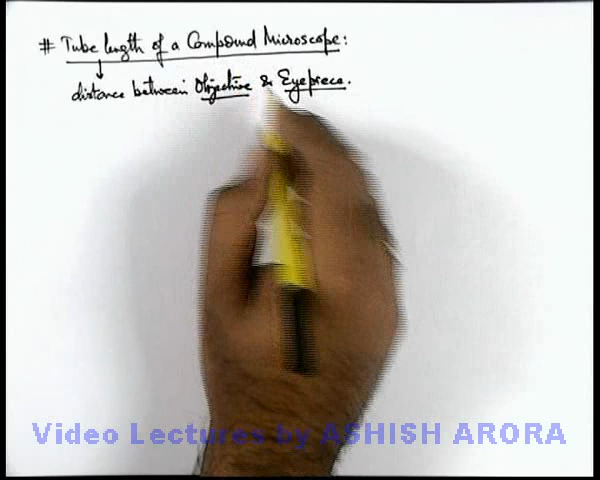 # Tube length of a Compound Microscope:
distance between Objective & Eyepiece.
Video Lectures by ASHISH ARORA